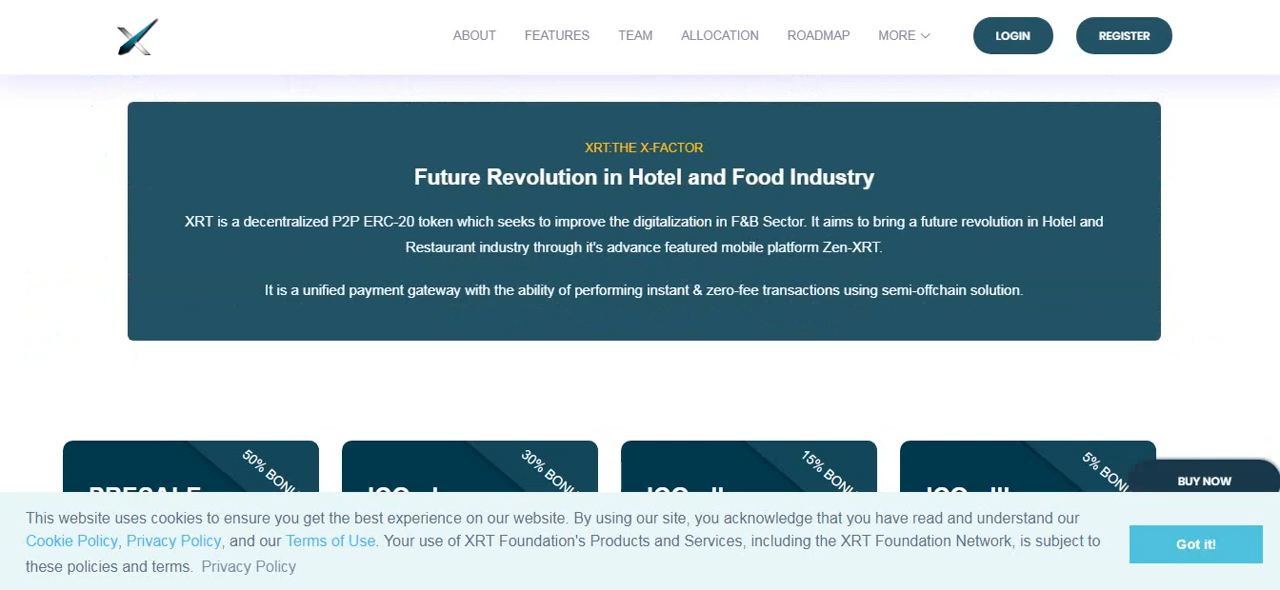 ABOUT FEATURES TEAM ALLOCATION ROADMAP MORE LOGIN REGISTER
XRT:THE X-FACTOR
Future Revolution in Hotel and Food Industry
XRT is a decentralized P2P ERC-20 token which seeks to improve the digitalization in F&B Sector. It aims to bring a future revolution in Hotel and
Restaurant industry through it's advance featured mobile platform Zen-XRT.
It is a unified payment gateway with the ability of performing instant & zero-fee transactions using semi-offchain solution.
50% BONU
30% BONU
15% BONU
5% BONU
PRESALE
BUY NOW
This website uses cookies to ensure you get the best experience on our website. By using our site, you acknowledge that you have read and understand our
Cookie Policy, Privacy Policy, and our Terms of Use. Your use of XRT Foundation's Products and Services, including the XRT Foundation Network, is subject to
these policies and terms. Privacy Policy
Got it!